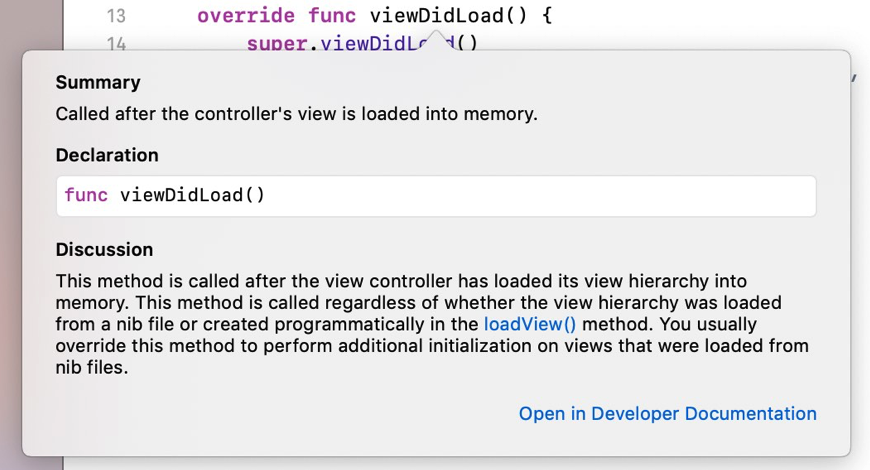 13 override func viewDidLoad() {
14 super.viewDidLoad()
Summary
Called after the controller's view is loaded into memory.
Declaration
func viewDidLoad()
Discussion
This method is called after the view controller has loaded its view hierarchy into
memory. This method is called regardless of whether the view hierarchy was loaded
from a nib file or created programmatically in the loadView() method. You usually
override this method to perform additional initialization on views that were loaded from
nib files.
Open in Developer Documentation